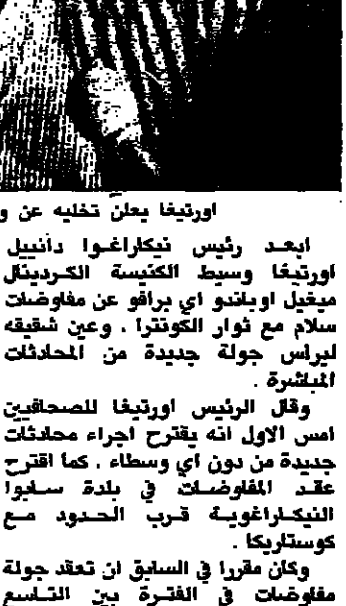 اورتيغا يعلن تخليه عن و
ابعد رئيس نيكاراغوا دانييل
اورتيغا وسيط الكنيسة الكردينال
ميغيل اوباندو اي برافو عن مفاوضات
سلام مع ثوار الكونترا . وعين شقيقه
ليراس جولة جديدة من المحادثات
المباشرة .
وقال الرئيس اورتيغا للصحافيين
امس الاول انه يقترح اجراء محادثات
جديدة من دون أي وسطاء . كما اقترح
عقد المفاوضات في بلدة سابوا
النيكاراغوية قرب الحدود مع
كوستاريكا .
وكان مقررا في السابق ان تعقد جولة
مفاوضات في الفترة بين التاسع